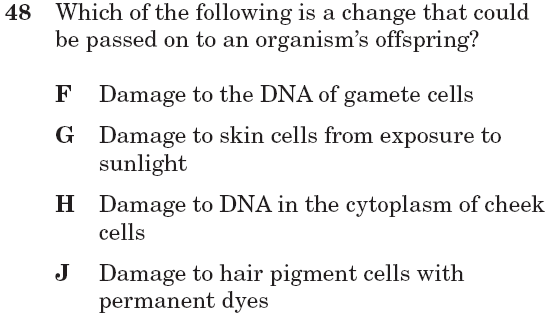 48 Which of the following is a change that could
be passed on to an organism's offspring?
F Damage to the DNA of gamete cells
G Damage to skin cells from exposure to
sunlight
H Damage to DNA in the cytoplasm of cheek
cells
J Damage to hair pigment cells with
permanent dyes